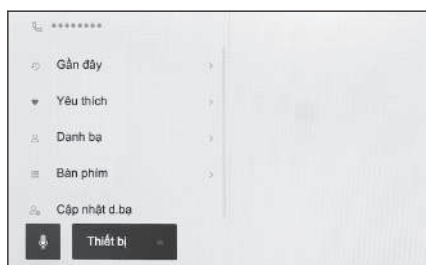 ********
Gần đây
Yêu thích
Danh bạ
Bàn phím
Cập nhật d.bạ
Thiết bị